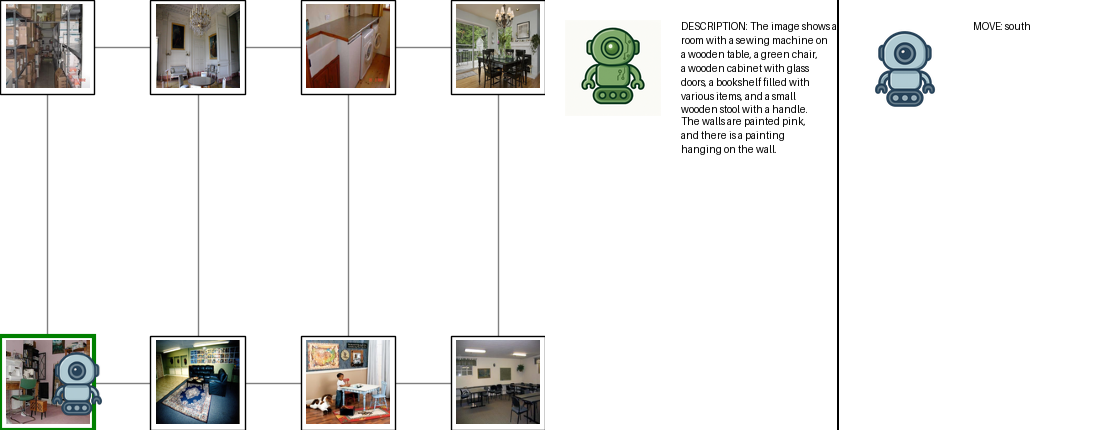 DESCRIPTION: The image shows a
room with a sewing machine on
a wooden table, a green chair,
a wooden cabinet with glass
doors, a bookshelf filled with
various items, and a small
wooden stool with a handle.
The walls are painted pink,
and there is a painting
hanging on the wall.
MOVE: south